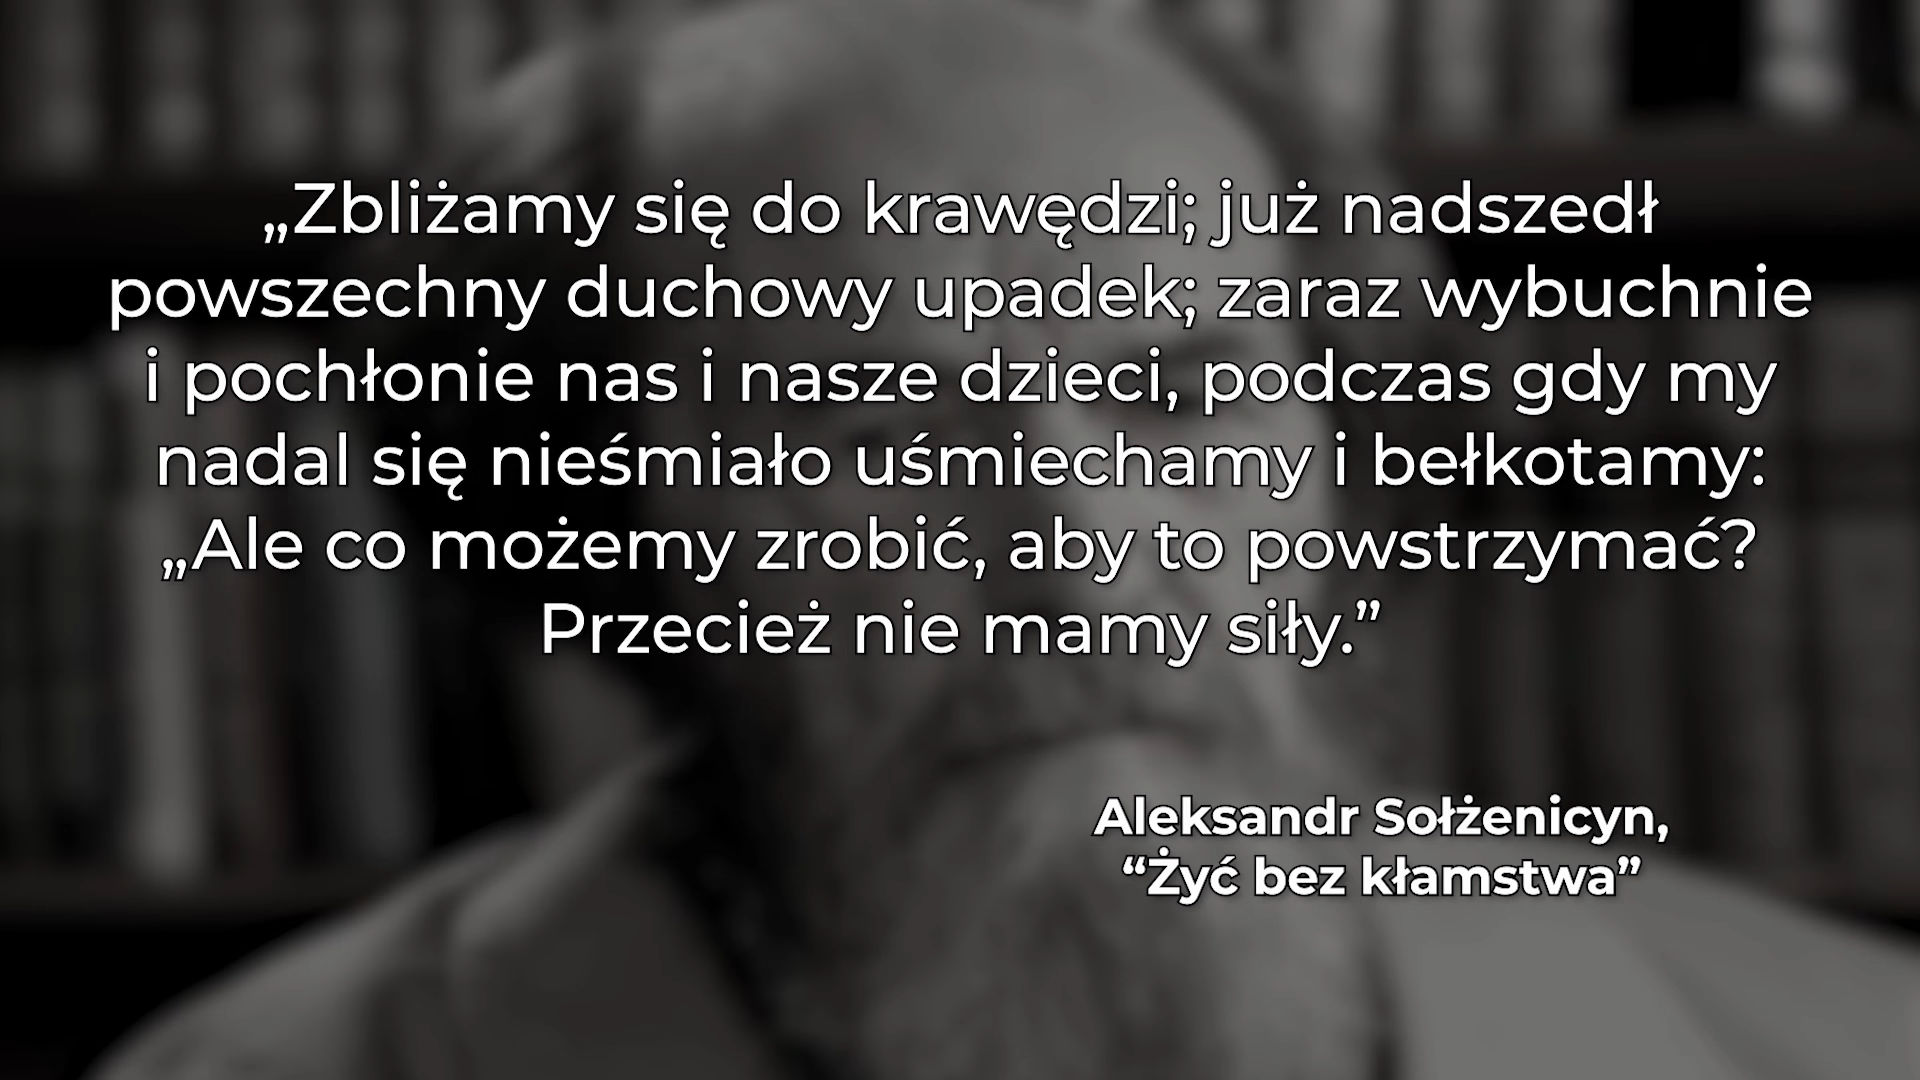 „Zbliżamy się do krawędzi; już nadszedł
powszechny duchowy upadek; zaraz wybuchnie
i pochłonie nas i nasze dzieci, podczas gdy my
nadal się nieśmiało uśmiechamy i bełkotamy:
„Ale co możemy zrobić, aby to powstrzymać?
Przecież nie mamy siły.”
Aleksandr Sołżenicyn,
“Żyć bez kłamstwa”